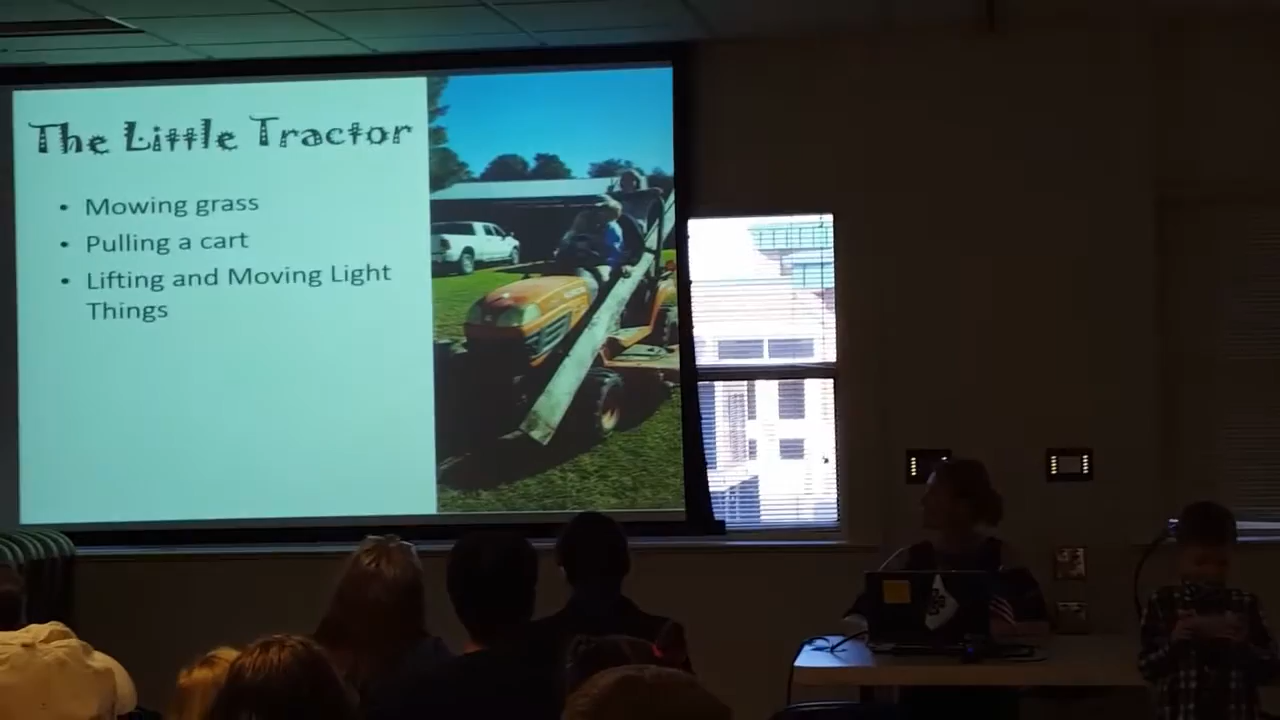 The Little Tractor
• Mowing grass
• Pulling a cart
• Lifting and Moving Light
Things